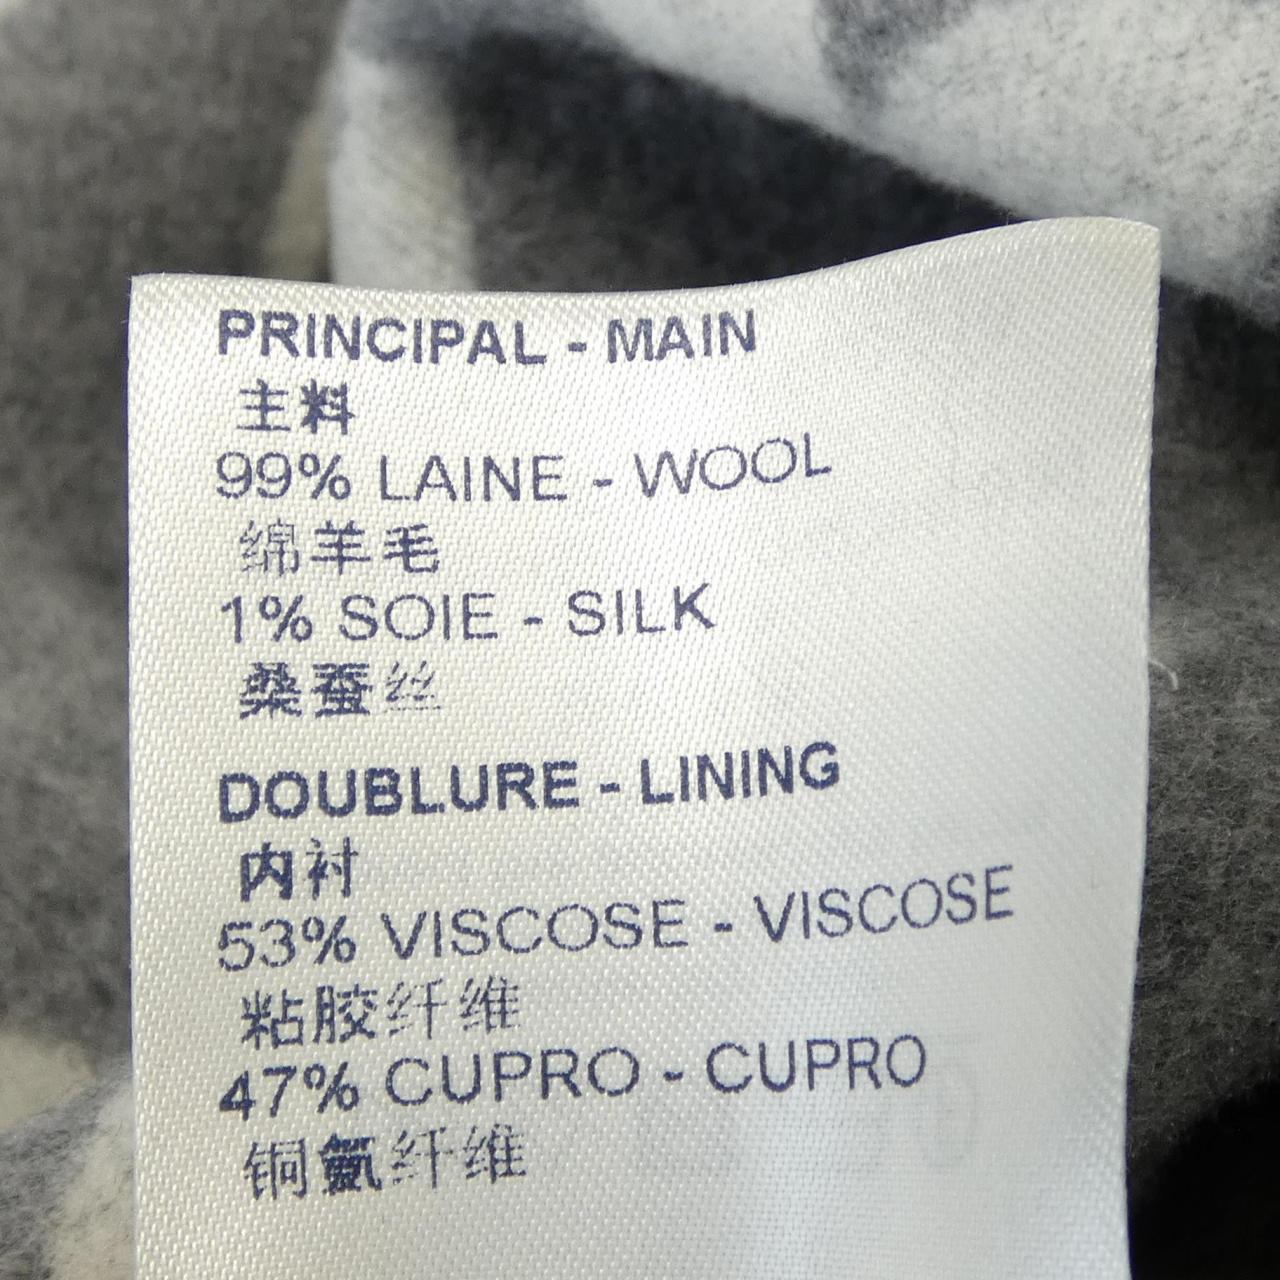 PRINCIPAL - MAIN
主料
99% LAINE - WOOL
绵羊毛
1% SOIE - SILK
桑蚕丝
DOUBLURE - LINING
内衬
53% VISCOSE - VISCOSE
粘胶纤维
47% CUPRO - CUPRO
铜氨纤维